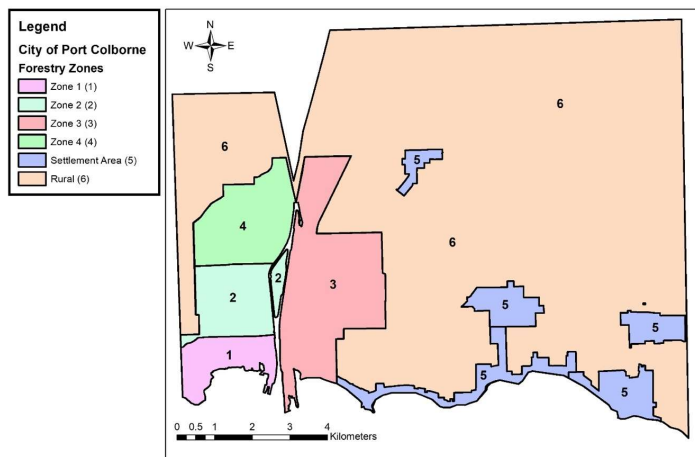 Legend
City of Port Colborne
Forestry Zones
Zone 1 (1)
Zone 2 (2)
Zone 3 (3)
Zone 4 (4)
Settlement Area (5)
Rural (6)
N
W E
S
6
6
5
4
6
2
3
2
5
5
1
5
5
0 0.5 1 2 3 4
Kilometers